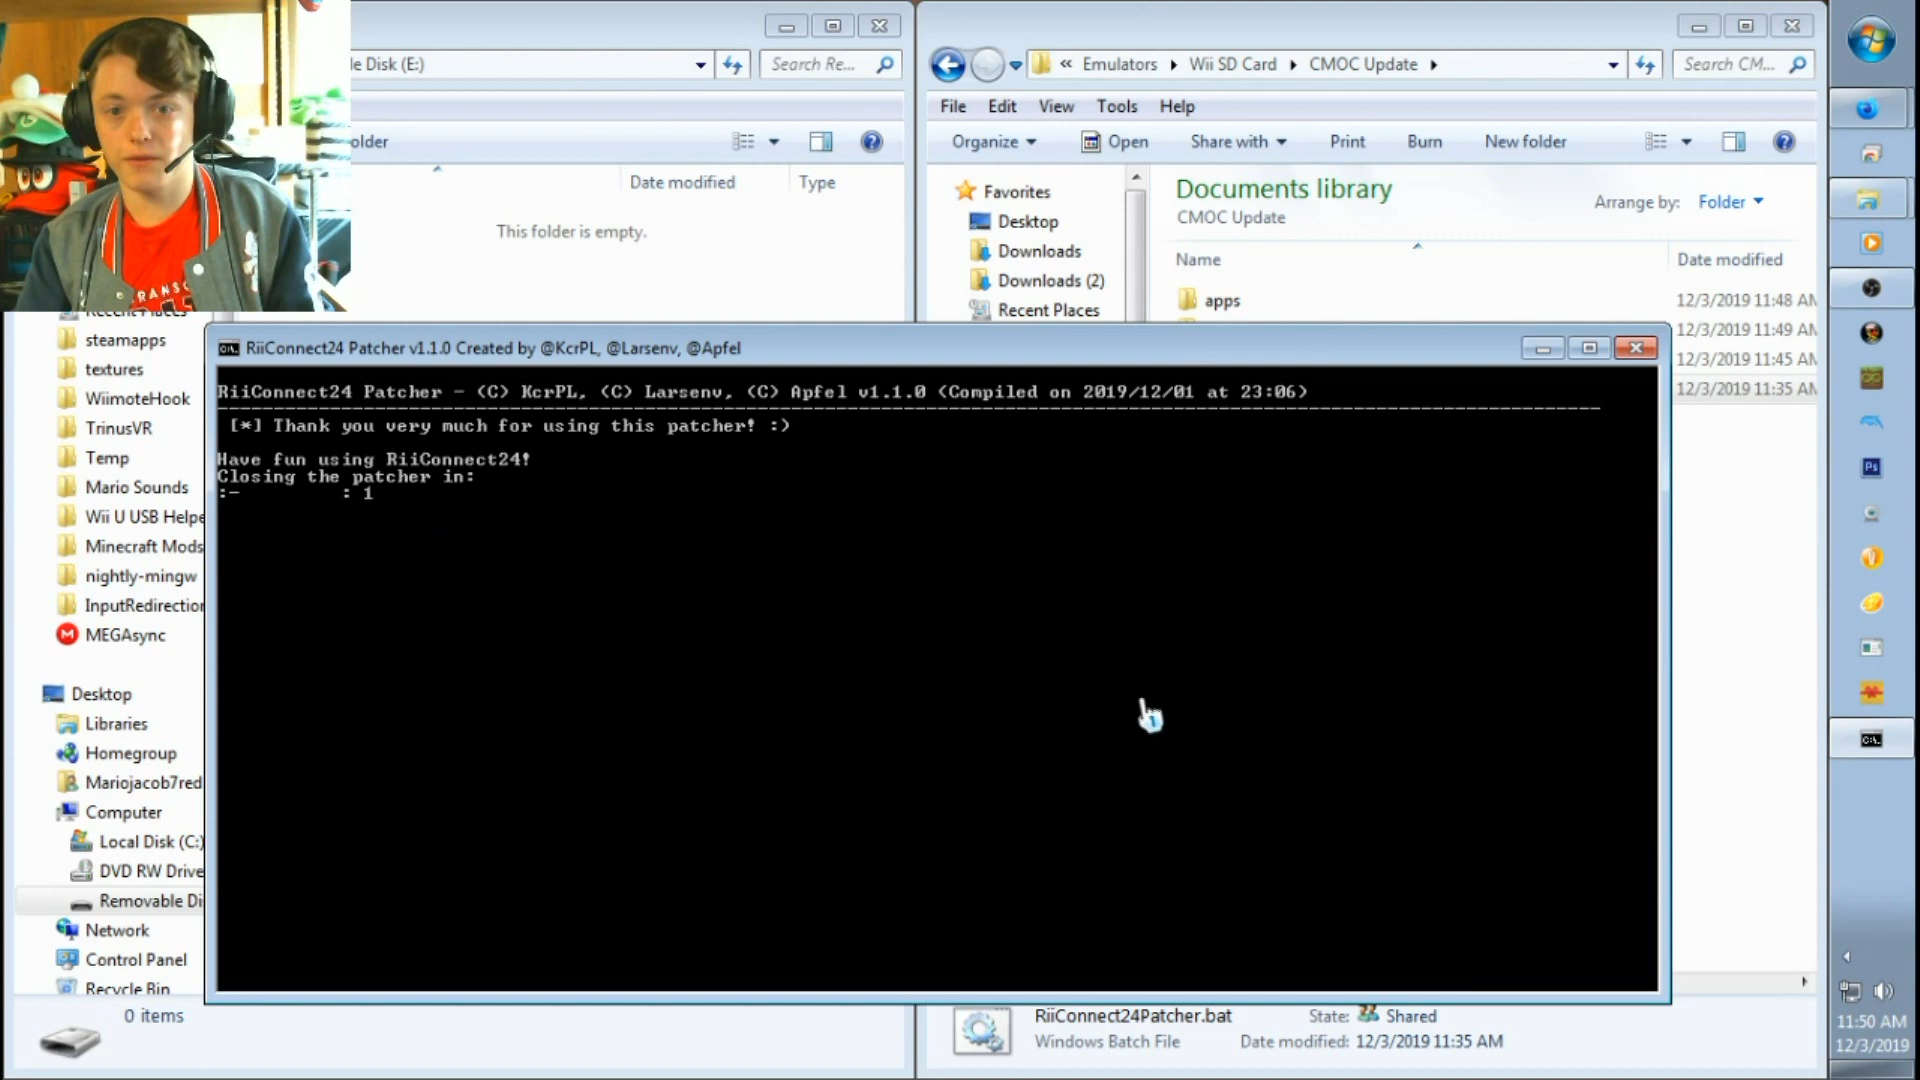 le Disk (E:)
Search Re...
older
Date modified
Type
This folder is empty.
« Emulators Wii SD Card CMOC Update
Search CM...
File Edit View Tools Help
Organize Open Share with Print Burn New folder
Favorites
Desktop
Downloads
Downloads (2)
Recent Places
Documents library
CMOC Update
Arrange by: Folder
Name
Date modified
apps
12/3/2019 11:48 AM
12/3/2019 11:49 AM
12/3/2019 11:45 AM
12/3/2019 11:35 AM
Recent Places
steamapps
textures
WiimoteHook
TrinusVR
Temp
Mario Sounds
Wii U USB Helpe
Minecraft Mods
nightly-mingw
InputRedirection
MEGAsync
Desktop
Libraries
Homegroup
Mariojacob7red
Computer
Local Disk (C:)
DVD RW Drive
Removable Di
Network
Control Panel
Recycle Bin
0 items
RiiConnect24 Patcher v1.1.0 Created by @KcrPL, @Larsenv, @Apfel
RiiConnect24 Patcher - (C) KcrPL, (C) Larsenv, (C) Apfel v1.1.0 (Compiled on 2019/12/01 at 23:06)
[*] Thank you very much for using this patcher! :)
Have fun using RiiConnect24!
Closing the patcher in:
:-        : 1
RiiConnect24Patcher.bat
State: Shared
Windows Batch File
Date modified: 12/3/2019 11:35 AM
Ps
C:\_
11:50 AM
12/3/2019